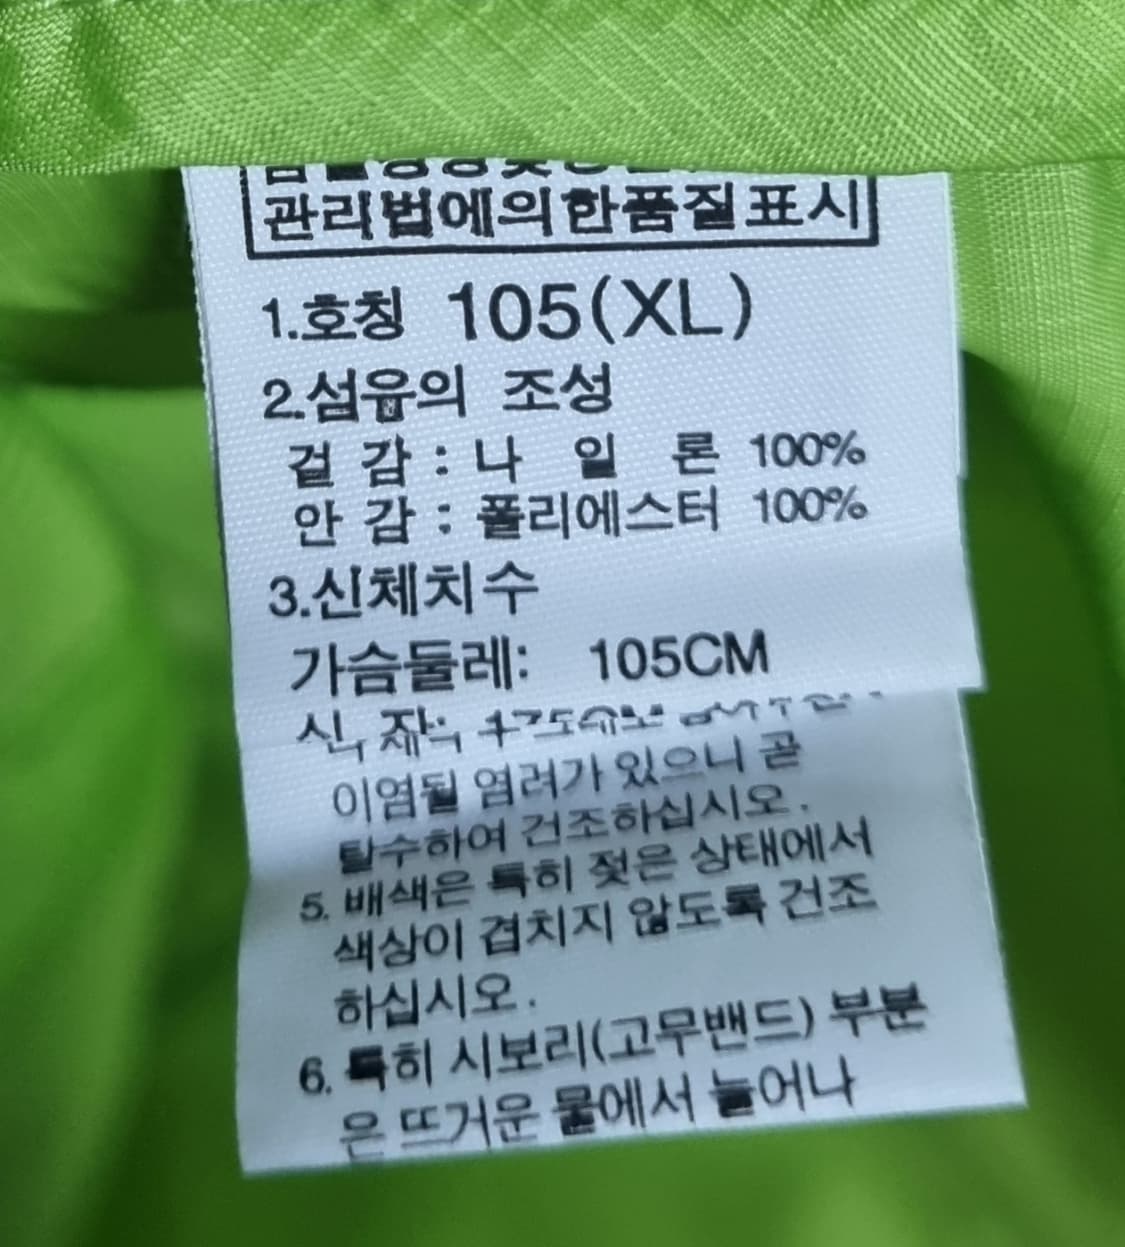 관리법에의한품질표시
1.호칭 105(XL)
2.섬유의 조성
겉 감 : 나 일 론 100%
안 감 : 폴리에스터 100%
3.신체치수
가슴둘레: 105CM
이염될 염려가 있으니 곧
탈수하여 건조하십시오.
5. 배색은 특히 젖은 상태에서
색상이 겹치지 않도록 건조
하십시오.
6. 특히 시보리(고무밴드) 부분
은 뜨거운 물에서 늘어나